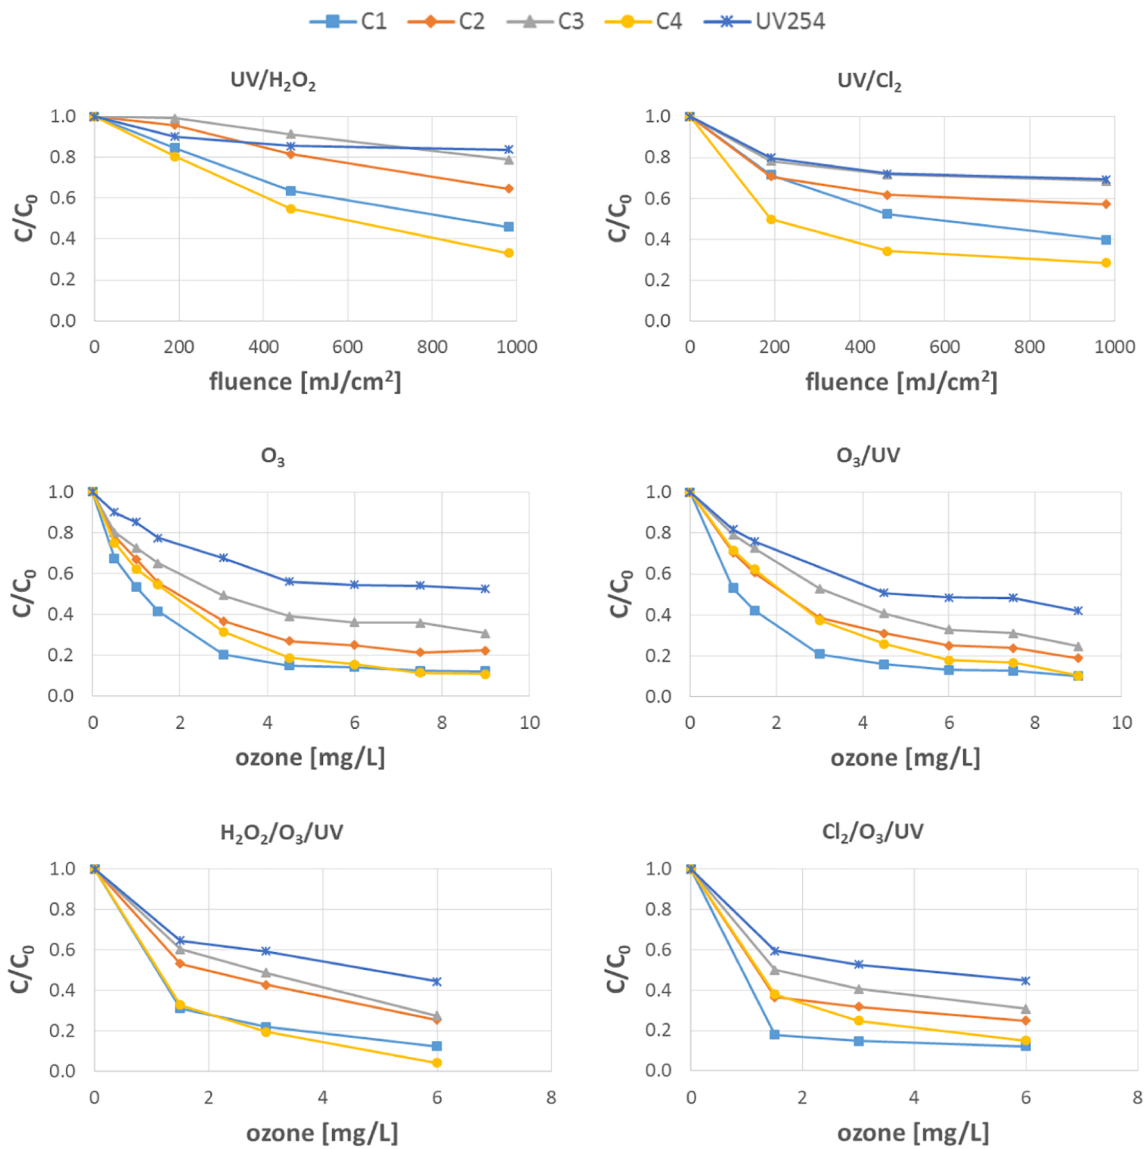 C1 C2 C3 C4 UV254
UV/H₂O₂
1.0
0.8
0.6
0.4
0.2
0.0
C/C₀
0 200 400 600 800 1000
fluence [mJ/cm²]
UV/Cl₂
1.0
0.8
0.6
0.4
0.2
0.0
C/C₀
0 200 400 600 800 1000
fluence [mJ/cm²]
O₃
1.0
0.8
0.6
0.4
0.2
0.0
C/C₀
0 2 4 6 8 10
ozone [mg/L]
O₃/UV
1.0
0.8
0.6
0.4
0.2
0.0
C/C₀
0 2 4 6 8 10
ozone [mg/L]
H₂O₂/O₃/UV
1.0
0.8
0.6
0.4
0.2
0.0
C/C₀
0 2 4 6 8
ozone [mg/L]
Cl₂/O₃/UV
1.0
0.8
0.6
0.4
0.2
0.0
C/C₀
0 2 4 6 8
ozone [mg/L]